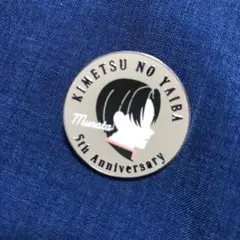 KIMETSU NO YAIBA
Murata
5th Anniversary